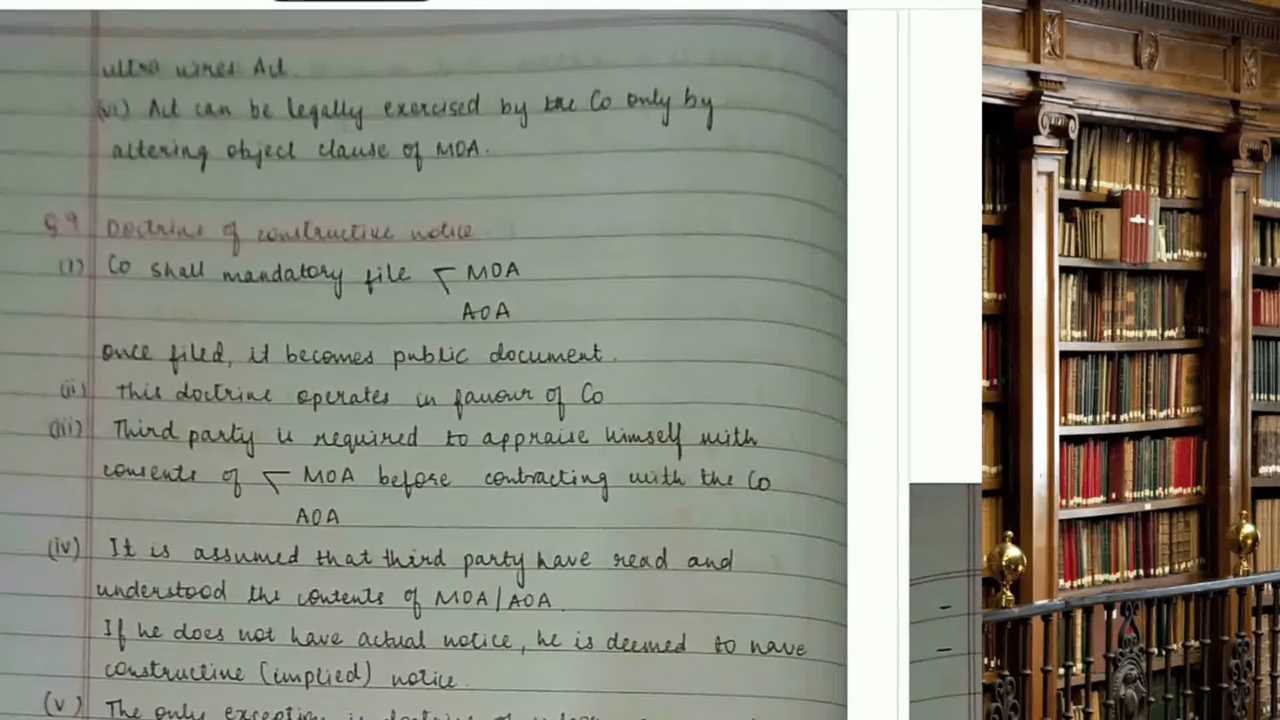 ultra vires Act.
(vi) Act can be legally exercised by the Co only by
altering object clause of MOA.
Q9 Doctrine of constructive notice.
(i) Co shall mandatory file MOA
AOA
once filed, it becomes public document.
(ii) This doctrine operates in favour of Co
(iii) Third party is required to appraise himself with
contents of MOA before contracting with the Co
AOA
(iv) It is assumed that third party have read and
understood the contents of MOA/AOA.
If he does not have actual notice, he is deemed to have
constructive (implied) notice.
(v) The only exception is doctrine of